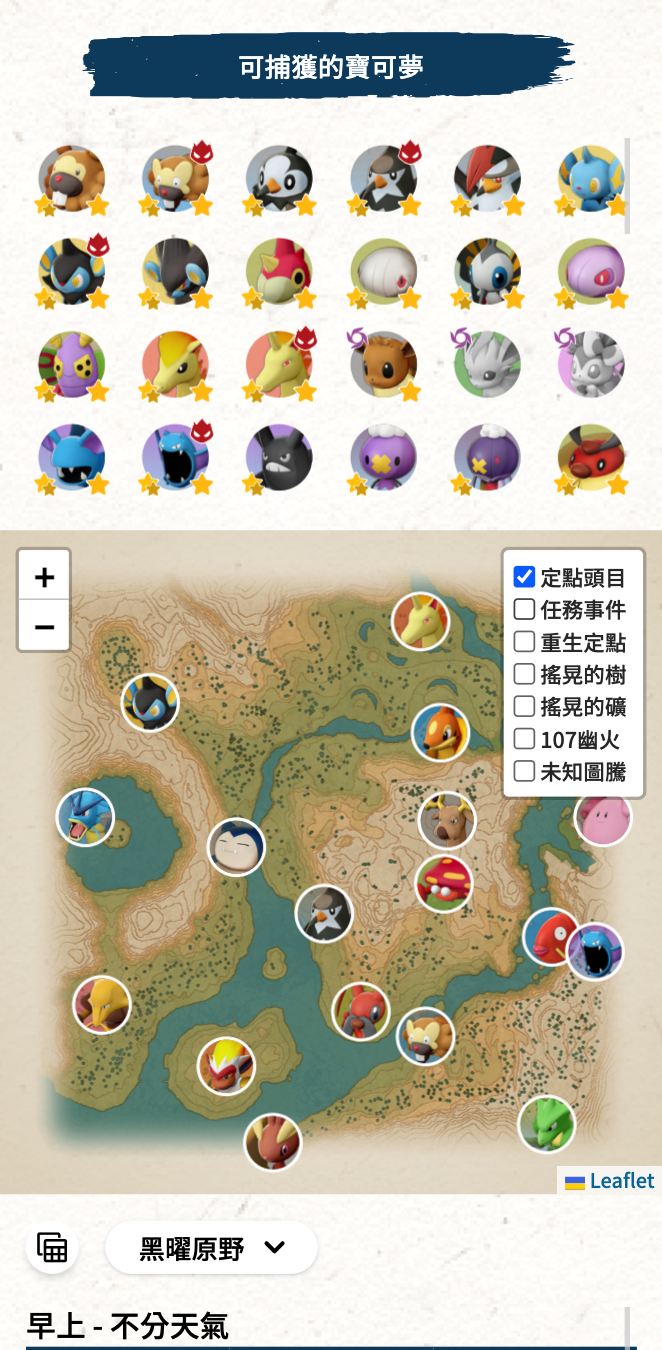 可捕獲的寶可夢
+
−
定點頭目
任務事件
重生定點
搖晃的樹
搖晃的礦
107幽火
未知圖騰
Leaflet
黑曜原野
早上 - 不分天氣